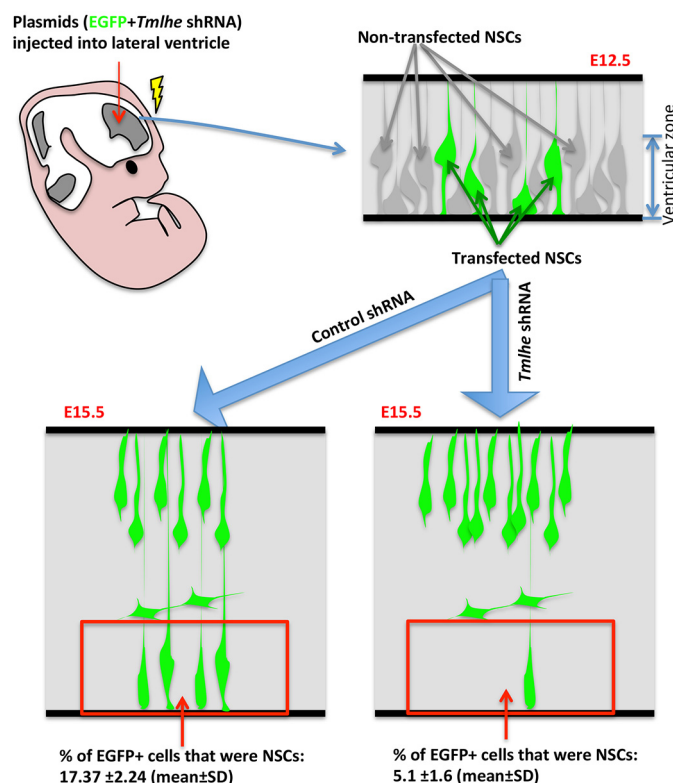 Plasmids (EGFP+Tmlhe shRNA)
injected into lateral ventricle
Non-transfected NSCs
E12.5
Ventricular zone
Transfected NSCs
Control shRNA
Tmlhe shRNA
E15.5
E15.5
% of EGFP+ cells that were NSCs:
17.37 ±2.24 (mean±SD)
% of EGFP+ cells that were NSCs:
5.1 ±1.6 (mean±SD)